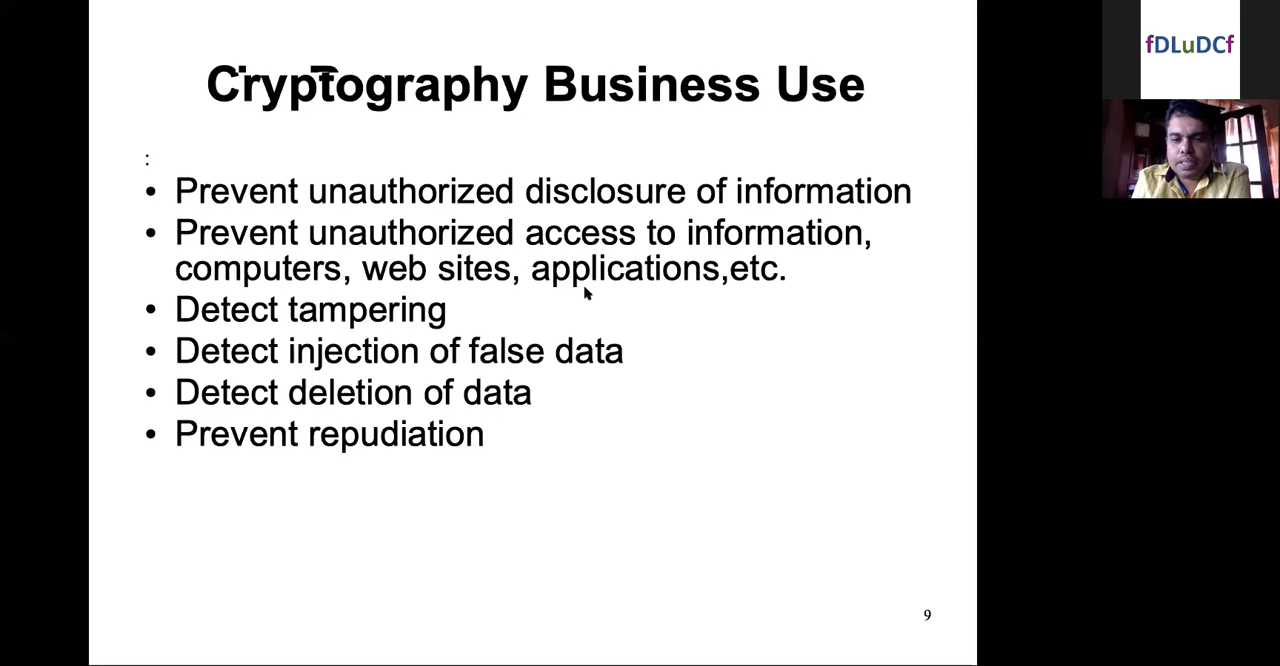 Cryptography Business Use
:
• Prevent unauthorized disclosure of information
• Prevent unauthorized access to information,
computers, web sites, applications,etc.
• Detect tampering
• Detect injection of false data
• Detect deletion of data
• Prevent repudiation
9
fDLuDCf